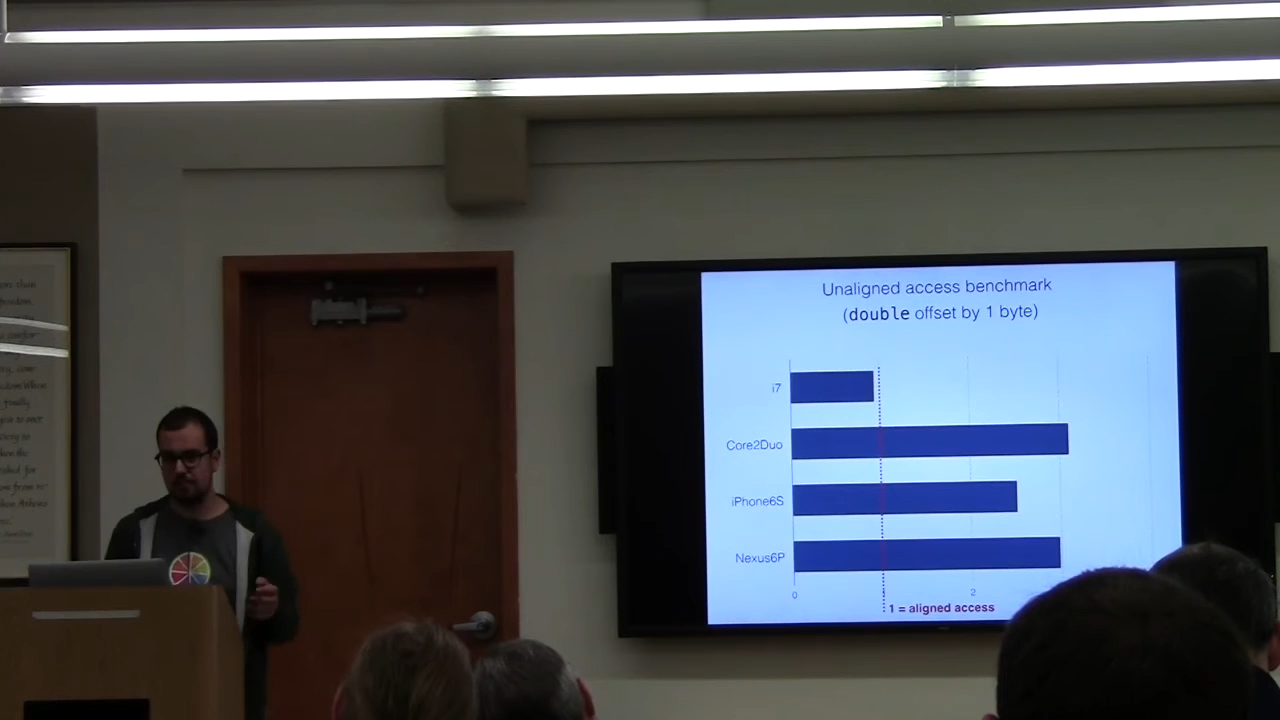 Unaligned access benchmark
(double offset by 1 byte)
i7
Core2Duo
iPhone6S
Nexus6P
0
2
1 = aligned access